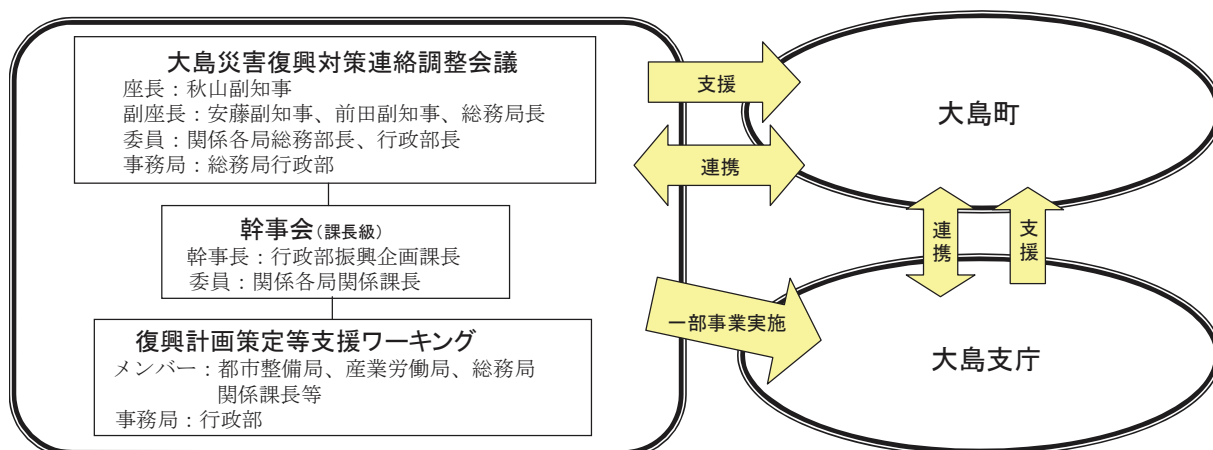 大島災害復興対策連絡調整会議
座長：秋山副知事
副座長：安藤副知事、前田副知事、総務局長
委員：関係各局総務部長、行政部長
事務局：総務局行政部
幹事会(課長級)
幹事長：行政部振興企画課長
委員：関係各局関係課長
復興計画策定等支援ワーキング
メンバー：都市整備局、産業労働局、総務局
関係課長等
事務局：行政部
支援
連携
一部事業実施
大島町
連携
支援
大島支庁